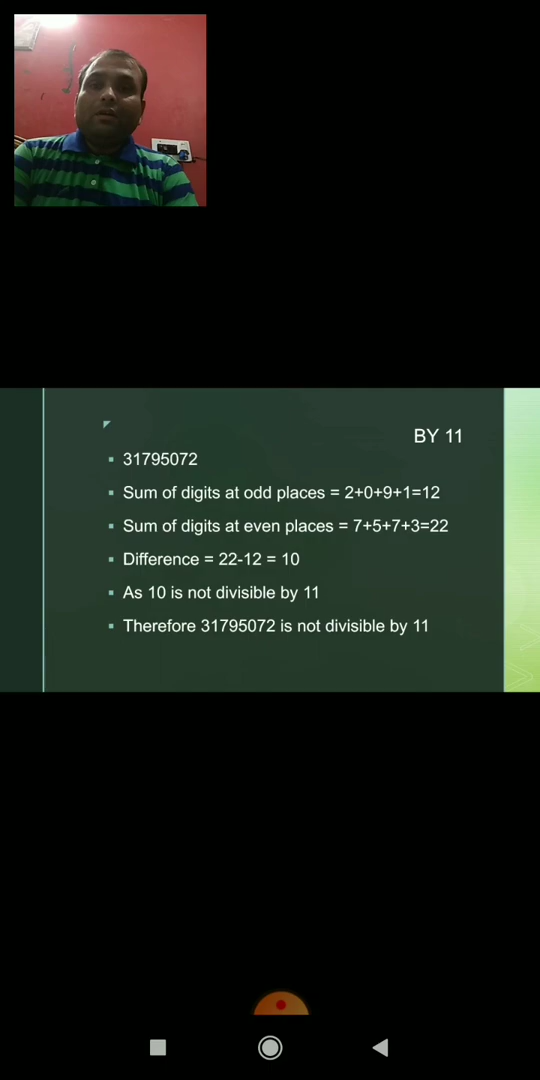 BY 11
31795072
Sum of digits at odd places = 2+0+9+1=12
Sum of digits at even places = 7+5+7+3=22
Difference = 22-12 = 10
As 10 is not divisible by 11
Therefore 31795072 is not divisible by 11